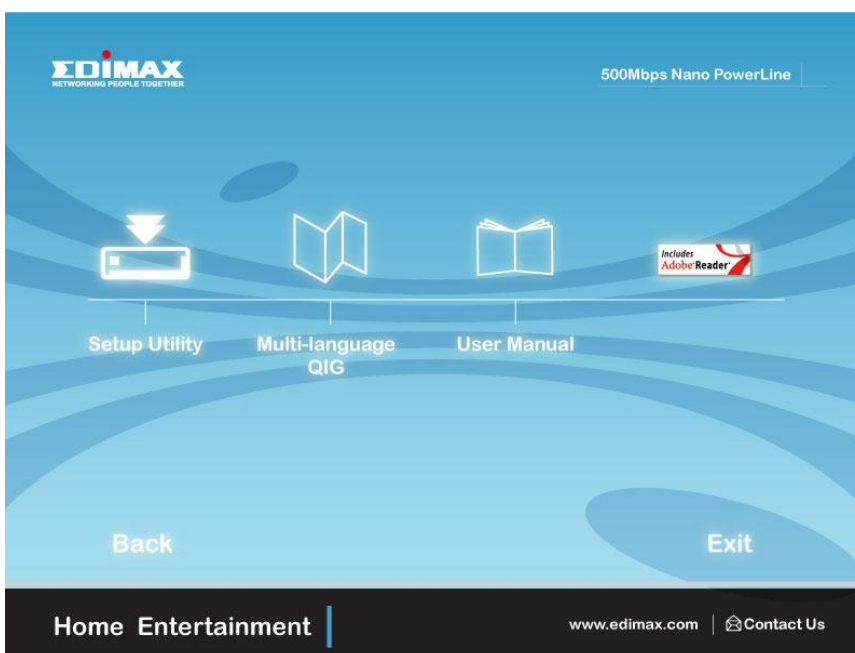 EDIMAX
NETWORKING PEOPLE TOGETHER
500Mbps Nano PowerLine
Includes
Adobe Reader
Setup Utility
Multi-language
QIG
User Manual
Back
Exit
Home Entertainment
www.edimax.com
Contact Us